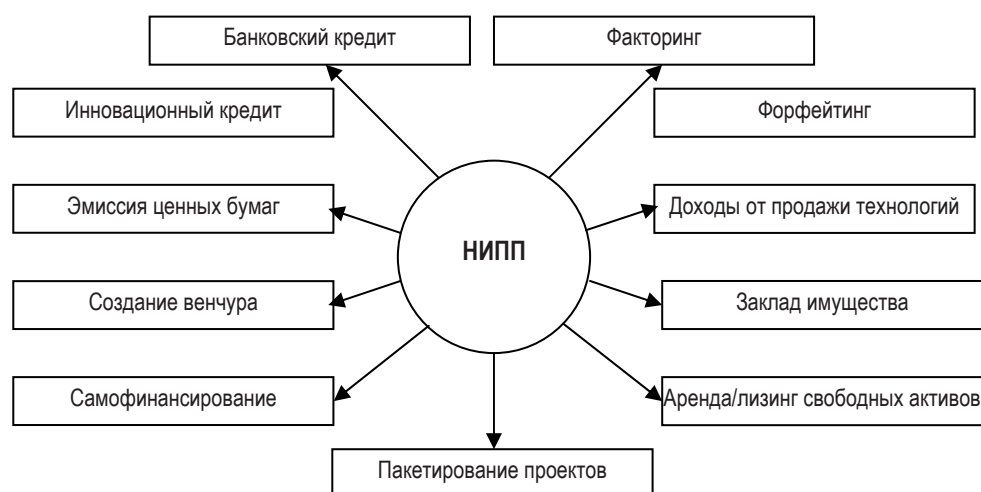 Банковский кредит
Факторинг
Инновационный кредит
Форфейтинг
Эмиссия ценных бумаг
Доходы от продажи технологий
НИПП
Создание венчура
Заклад имущества
Самофинансирование
Аренда/лизинг свободных активов
Пакетирование проектов